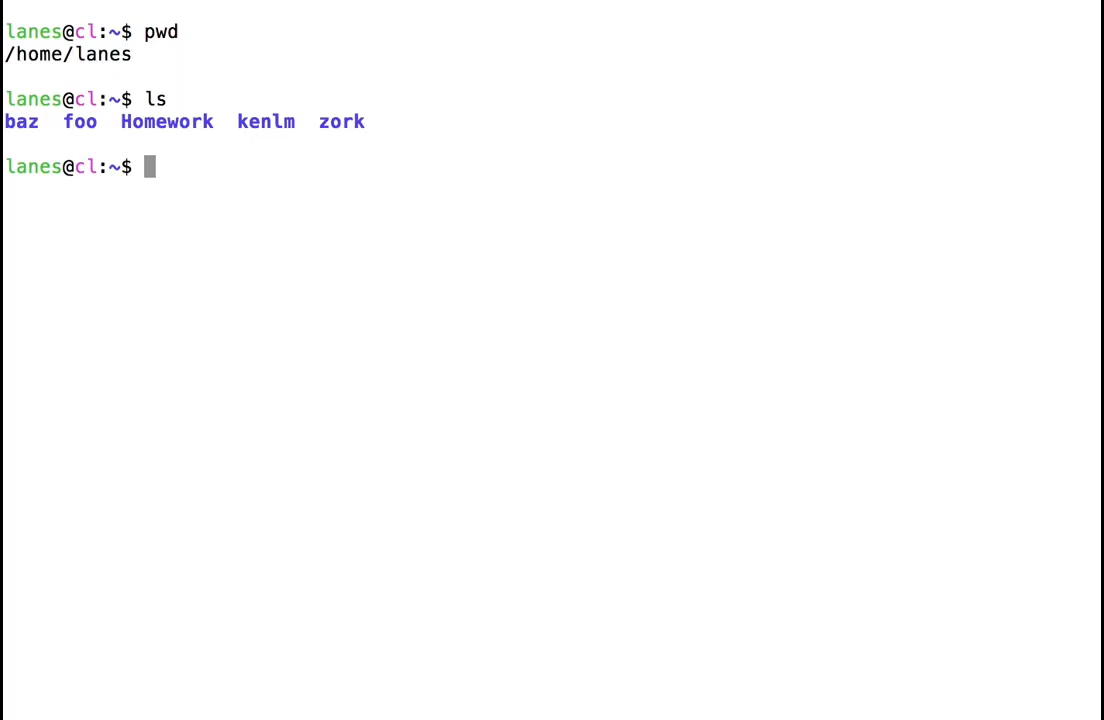 lanes@cl:~$ pwd
/home/lanes
lanes@cl:~$ ls
baz  foo  Homework  kenlm  zork
lanes@cl:~$